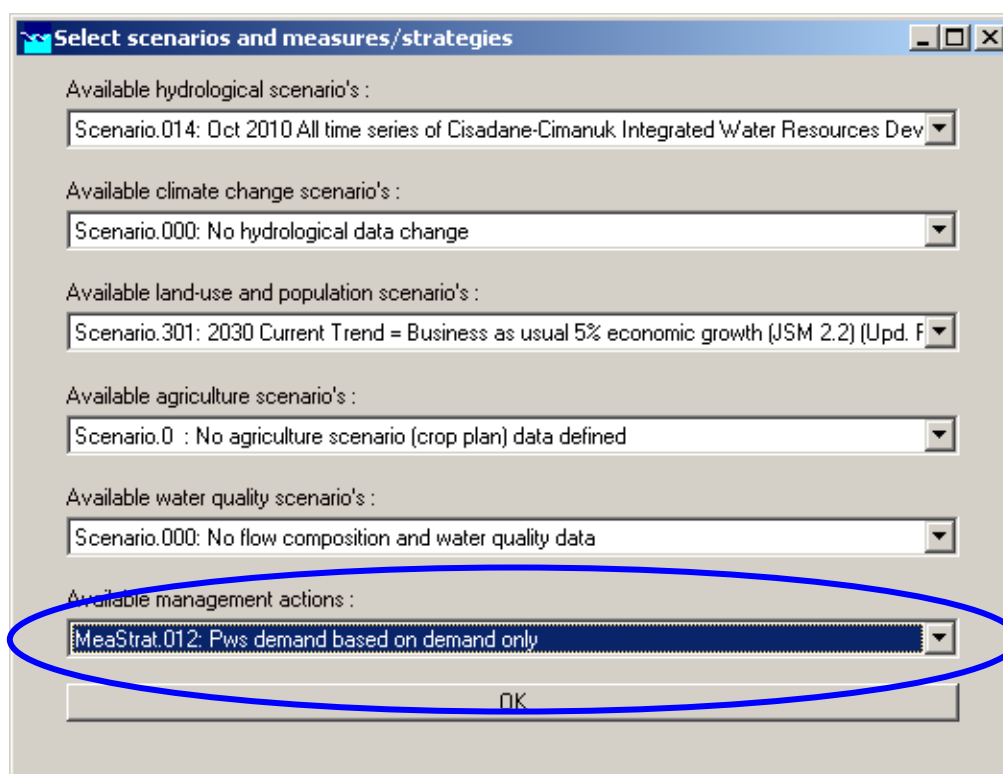 Select scenarios and measures/strategies
Available hydrological scenario's :
Scenario.014: Oct 2010 All time series of Cisadane-Cimanuk Integrated Water Resources Dev
Available climate change scenario's :
Scenario.000: No hydrological data change
Available land-use and population scenario's :
Scenario.301: 2030 Current Trend = Business as usual 5% economic growth (JSM 2.2) (Upd. F
Available agriculture scenario's :
Scenario.0 : No agriculture scenario (crop plan) data defined
Available water quality scenario's :
Scenario.000: No flow composition and water quality data
Available management actions :
MeaStrat.012: Pws demand based on demand only
OK